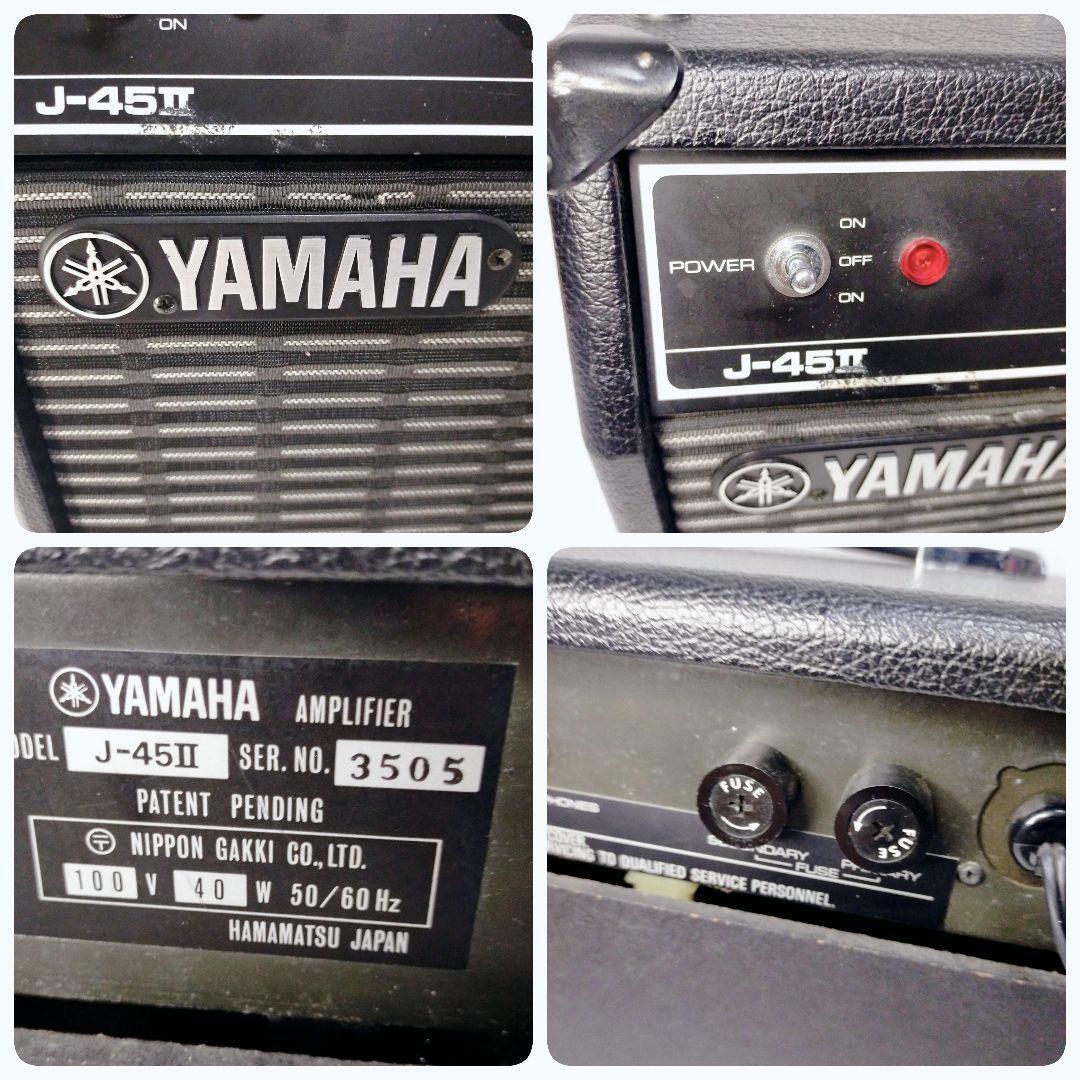 ON
J-45II
YAMAHA
ON
POWER
OFF
ON
J-45II
YAMAHA
YAMAHA AMPLIFIER
J-45II SER. NO. 3505
PATENT PENDING
NIPPON GAKKI CO., LTD.
100 V 40 W 50/60 Hz
HAMAMATSU JAPAN
FUSE
FUSE
FUSE
TO QUALIFIED SERVICE PERSONNEL.